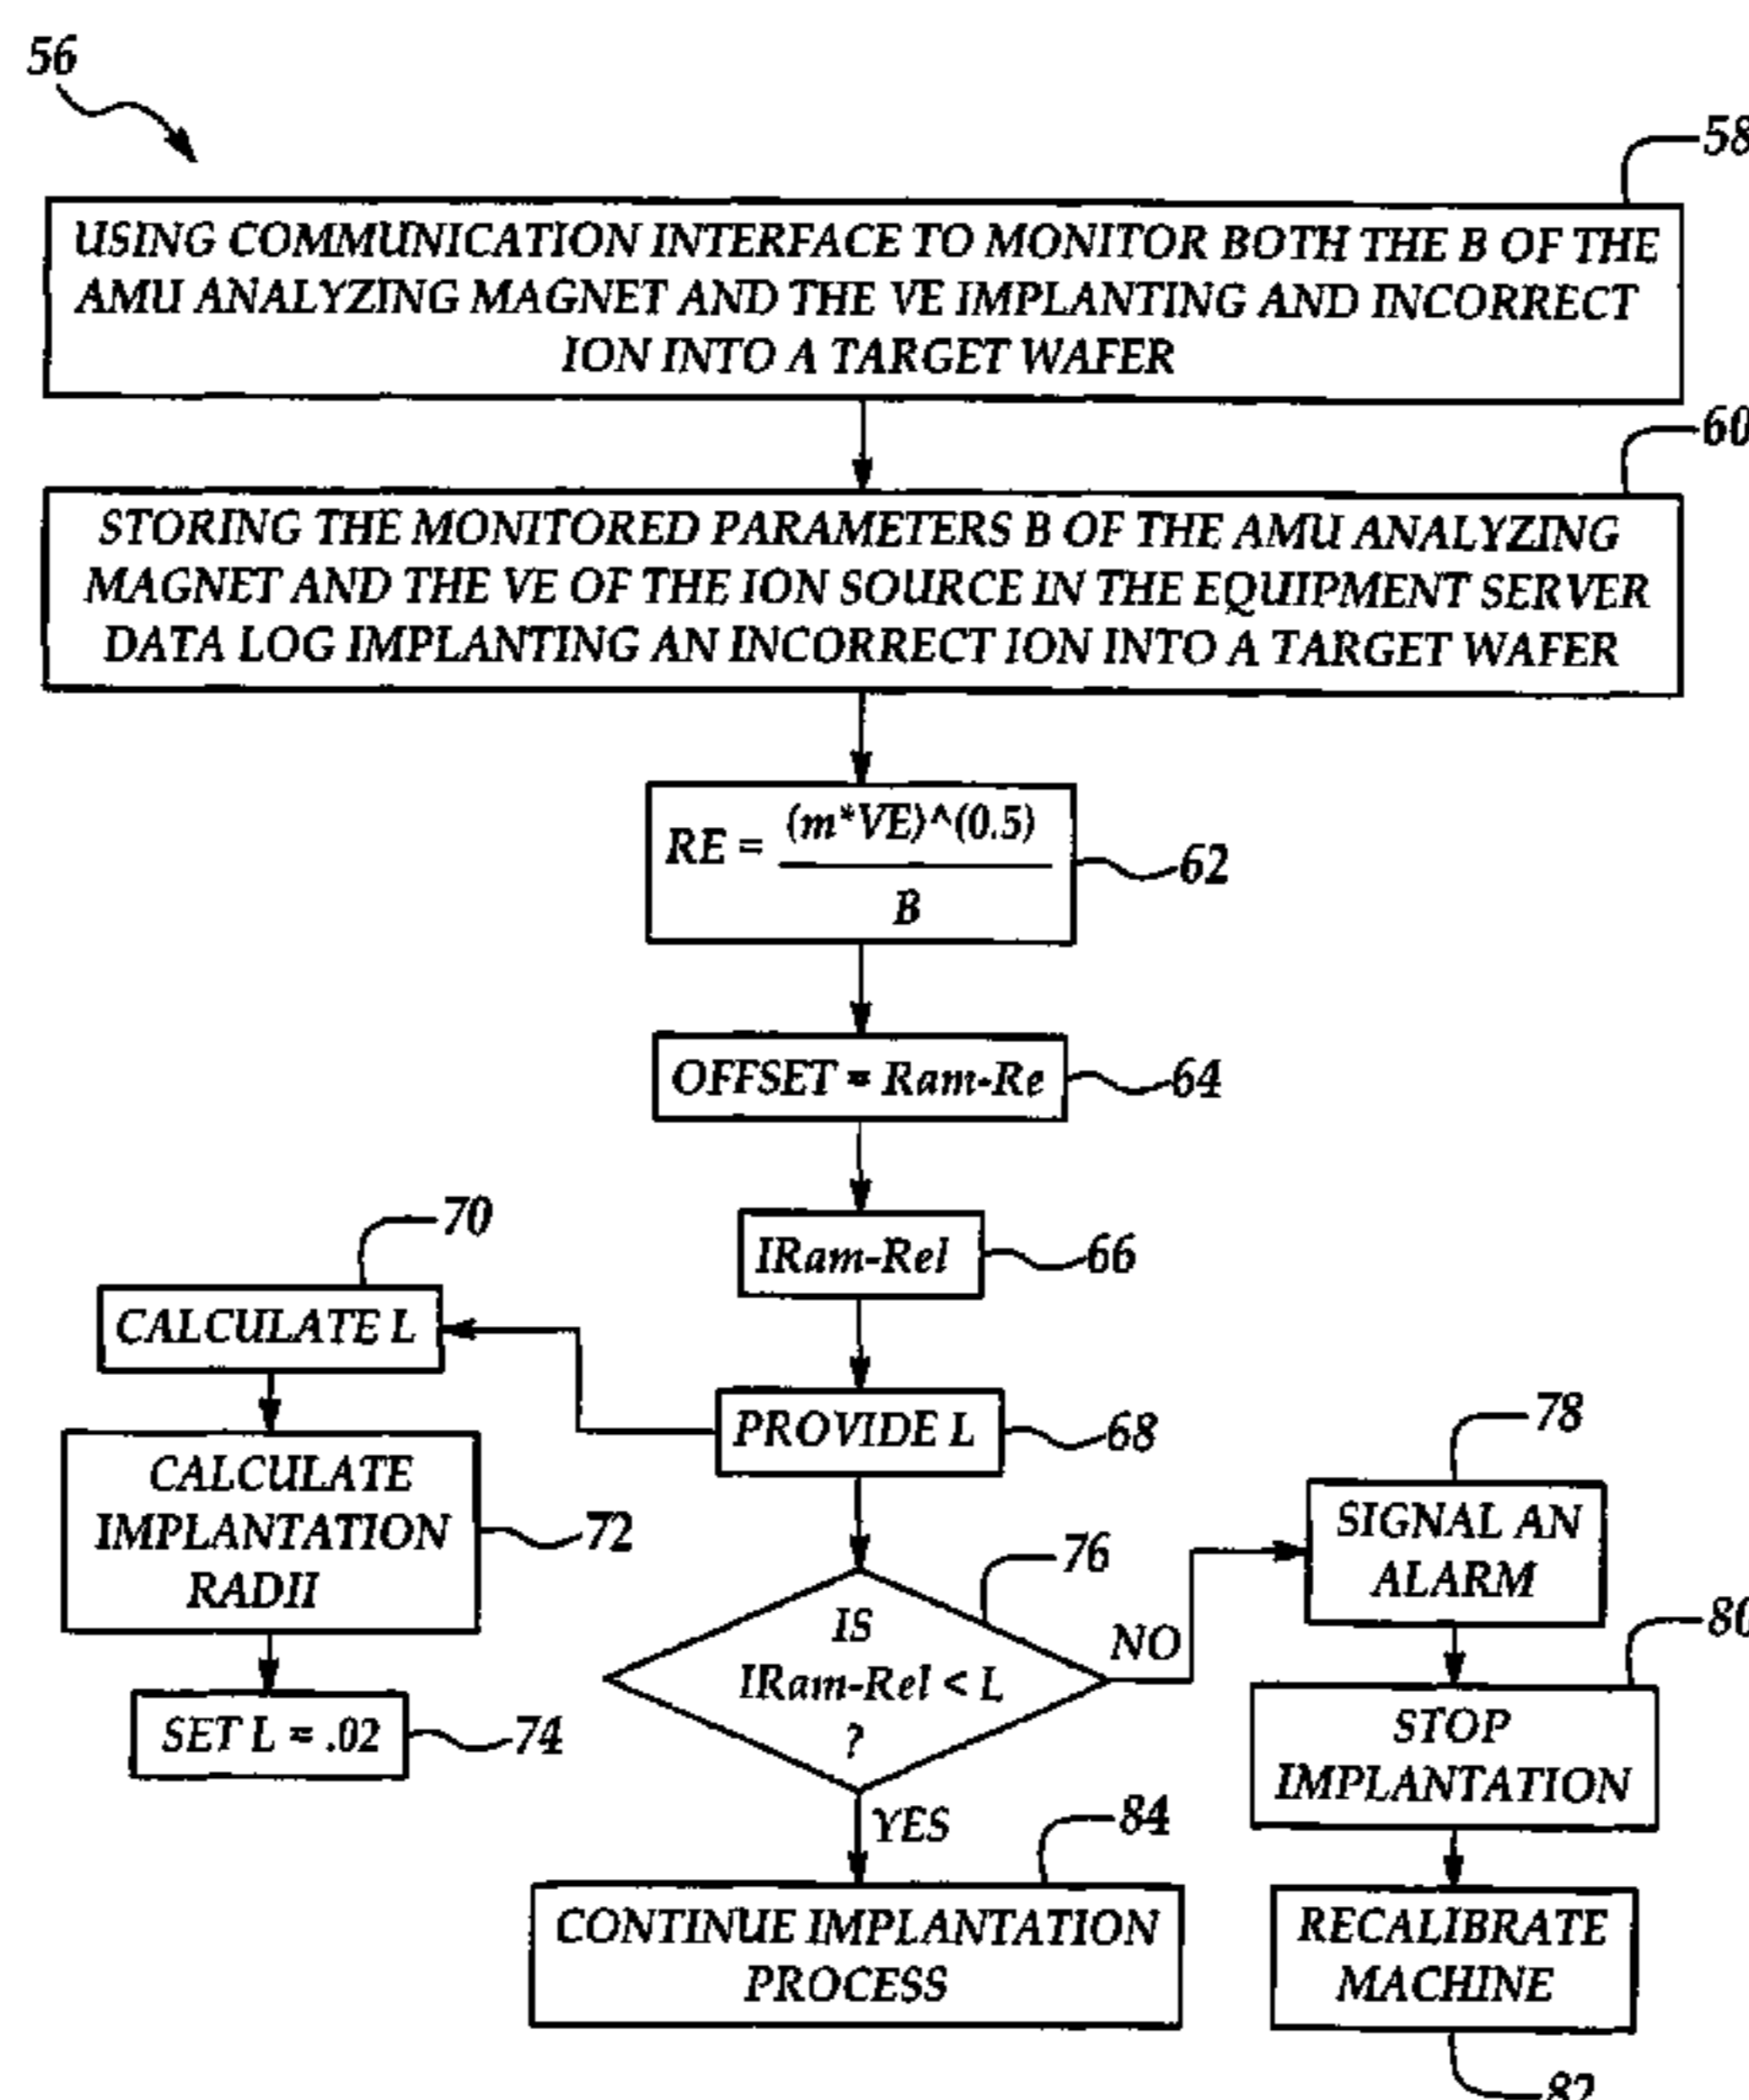 56
58
USING COMMUNICATION INTERFACE TO MONITOR BOTH THE B OF THE
AMU ANALYZING MAGNET AND THE VE IMPLANTING AND INCORRECT
ION INTO A TARGET WAFER
60
STORING THE MONITORED PARAMETERS B OF THE AMU ANALYZING
MAGNET AND THE VE OF THE ION SOURCE IN THE EQUIPMENT SERVER
DATA LOG IMPLANTING AN INCORRECT ION INTO A TARGET WAFER
RE = (m*VE)^(0.5)
B
62
OFFSET = Ram-Re
64
IRam-Rel
66
70
CALCULATE L
PROVIDE L
68
CALCULATE
IMPLANTATION
RADII
72
SET L = .02
74
76
IS
IRam-Rel < L
?
NO
YES
78
SIGNAL AN
ALARM
80
STOP
IMPLANTATION
84
CONTINUE IMPLANTATION
PROCESS
RECALIBRATE
MACHINE
82